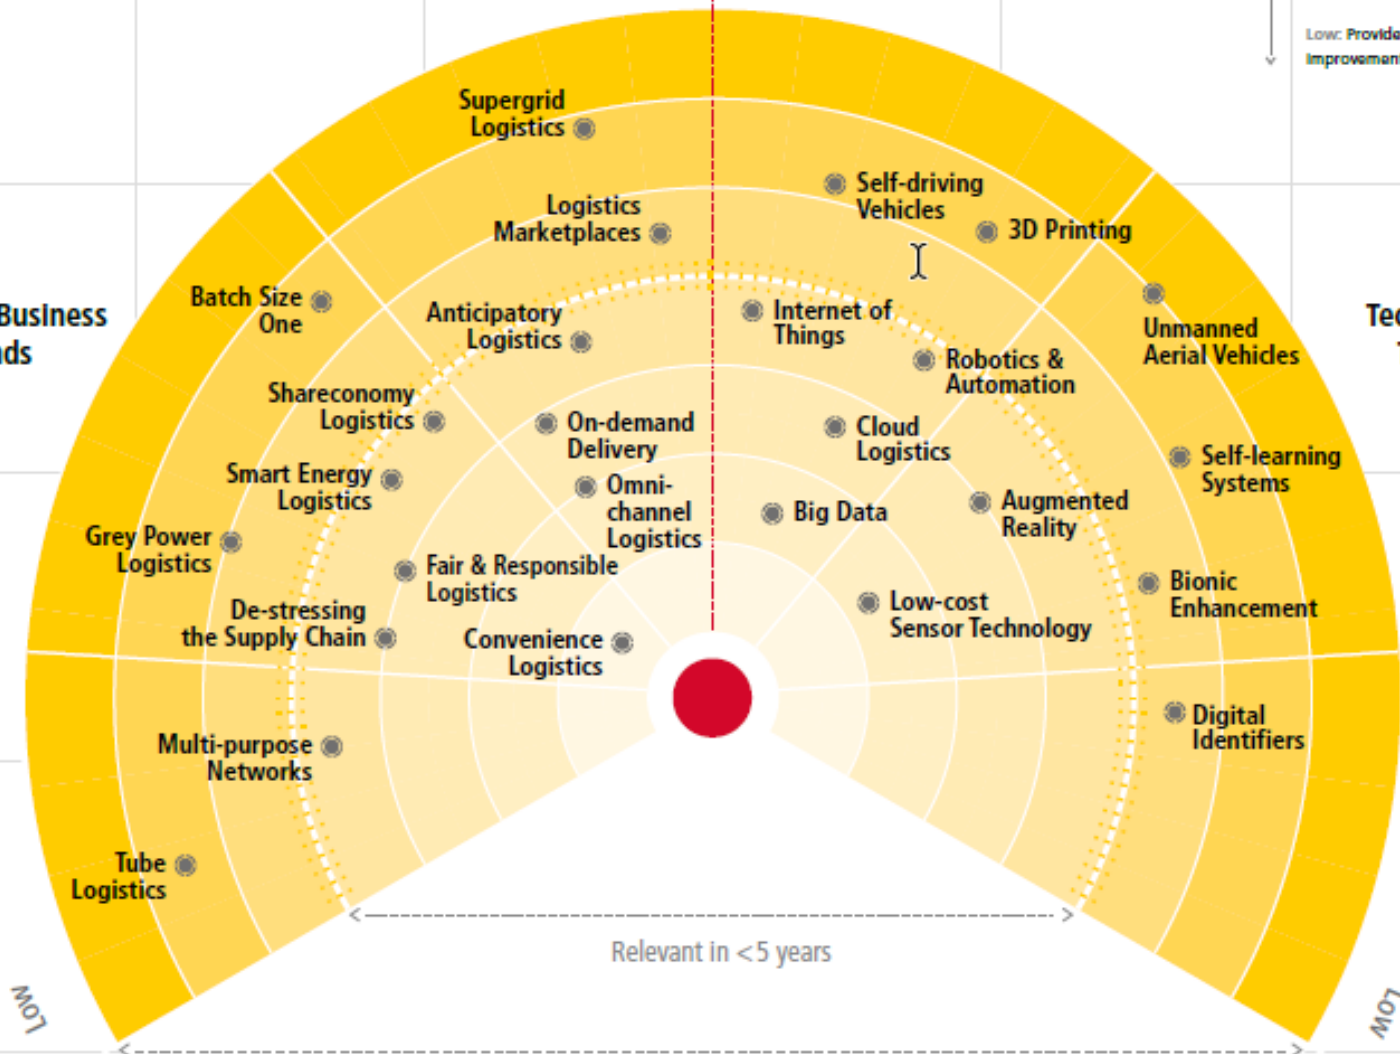 Low: Provide
Improvement
Supergrid
Logistics
Self-driving
Vehicles
Logistics
Marketplaces
3D Printing
Batch Size
One
Anticipatory
Logistics
Internet of
Things
Unmanned
Aerial Vehicles
Business
nds
Tec
Robotics &
Automation
Shareconomy
Logistics
On-demand
Delivery
Cloud
Logistics
Self-learning
Systems
Smart Energy
Logistics
Omni-
channel
Logistics
Big Data
Augmented
Reality
Grey Power
Logistics
Fair & Responsible
Logistics
Bionic
Enhancement
De-stressing
the Supply Chain
Convenience
Logistics
Low-cost
Sensor Technology
Multi-purpose
Networks
Digital
Identifiers
Tube
Logistics
Relevant in <5 years
Low
Low